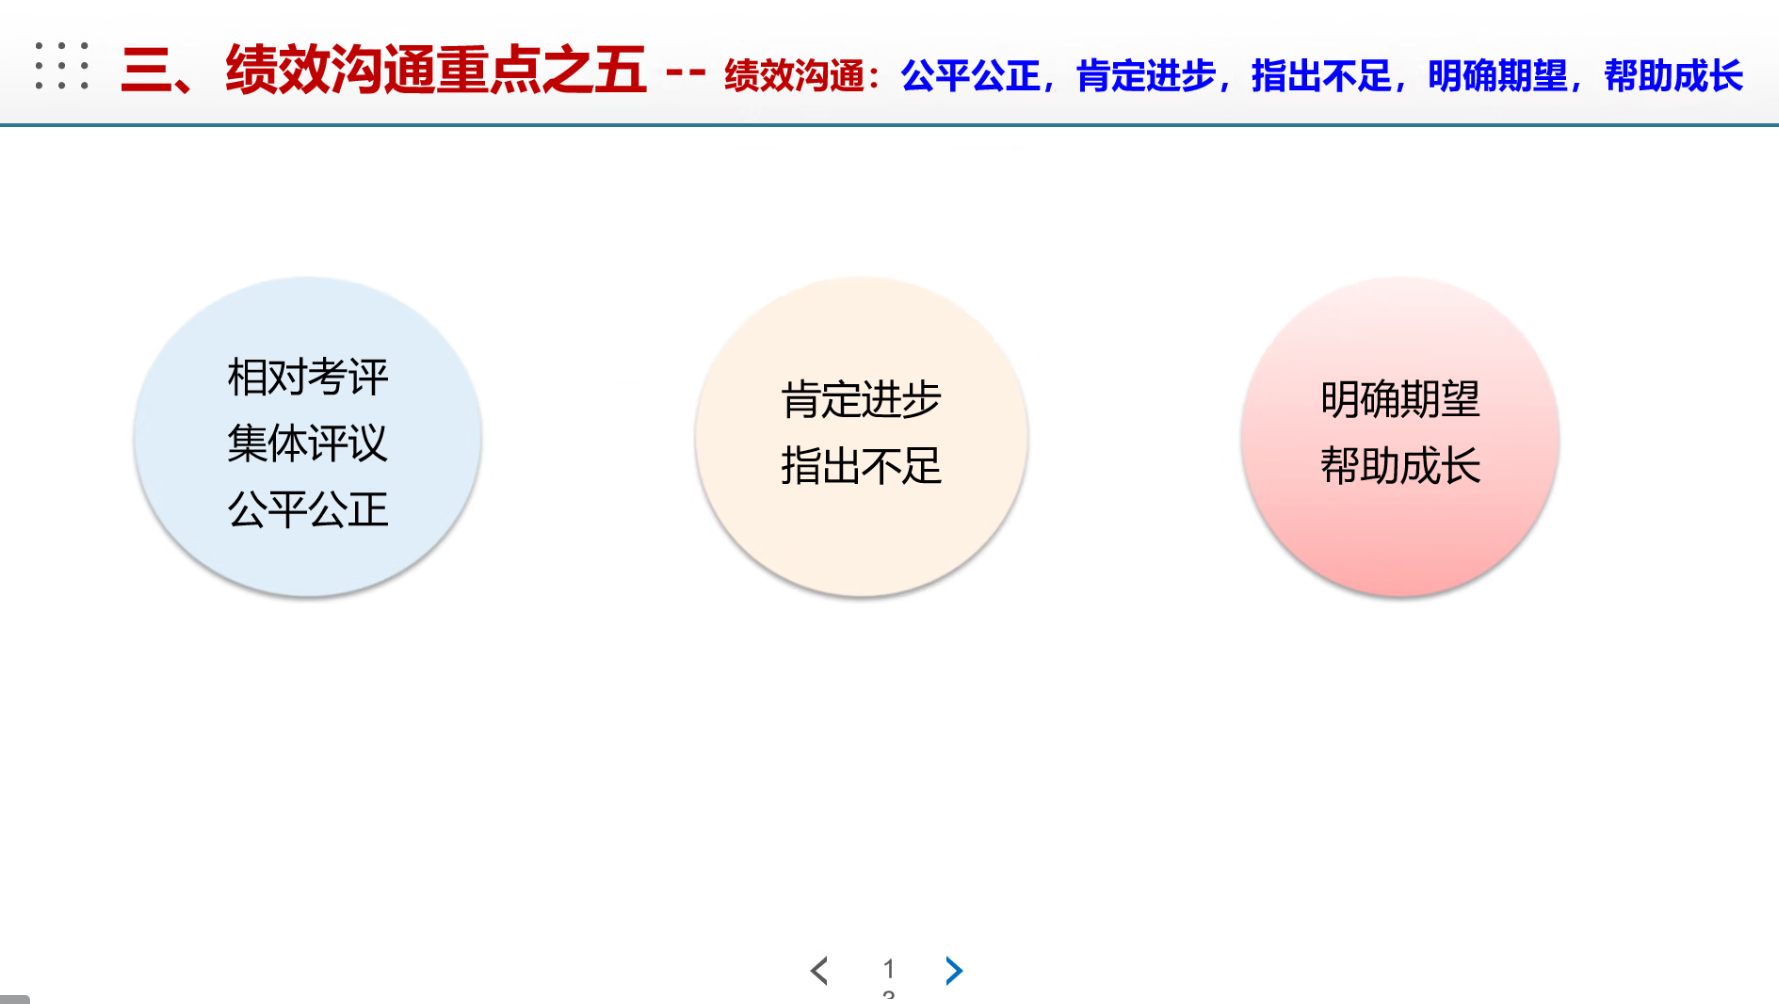 三、绩效沟通重点之五 -- 绩效沟通：公平公正，肯定进步，指出不足，明确期望，帮助成长
相对考评
集体评议
公平公正
肯定进步
指出不足
明确期望
帮助成长
1